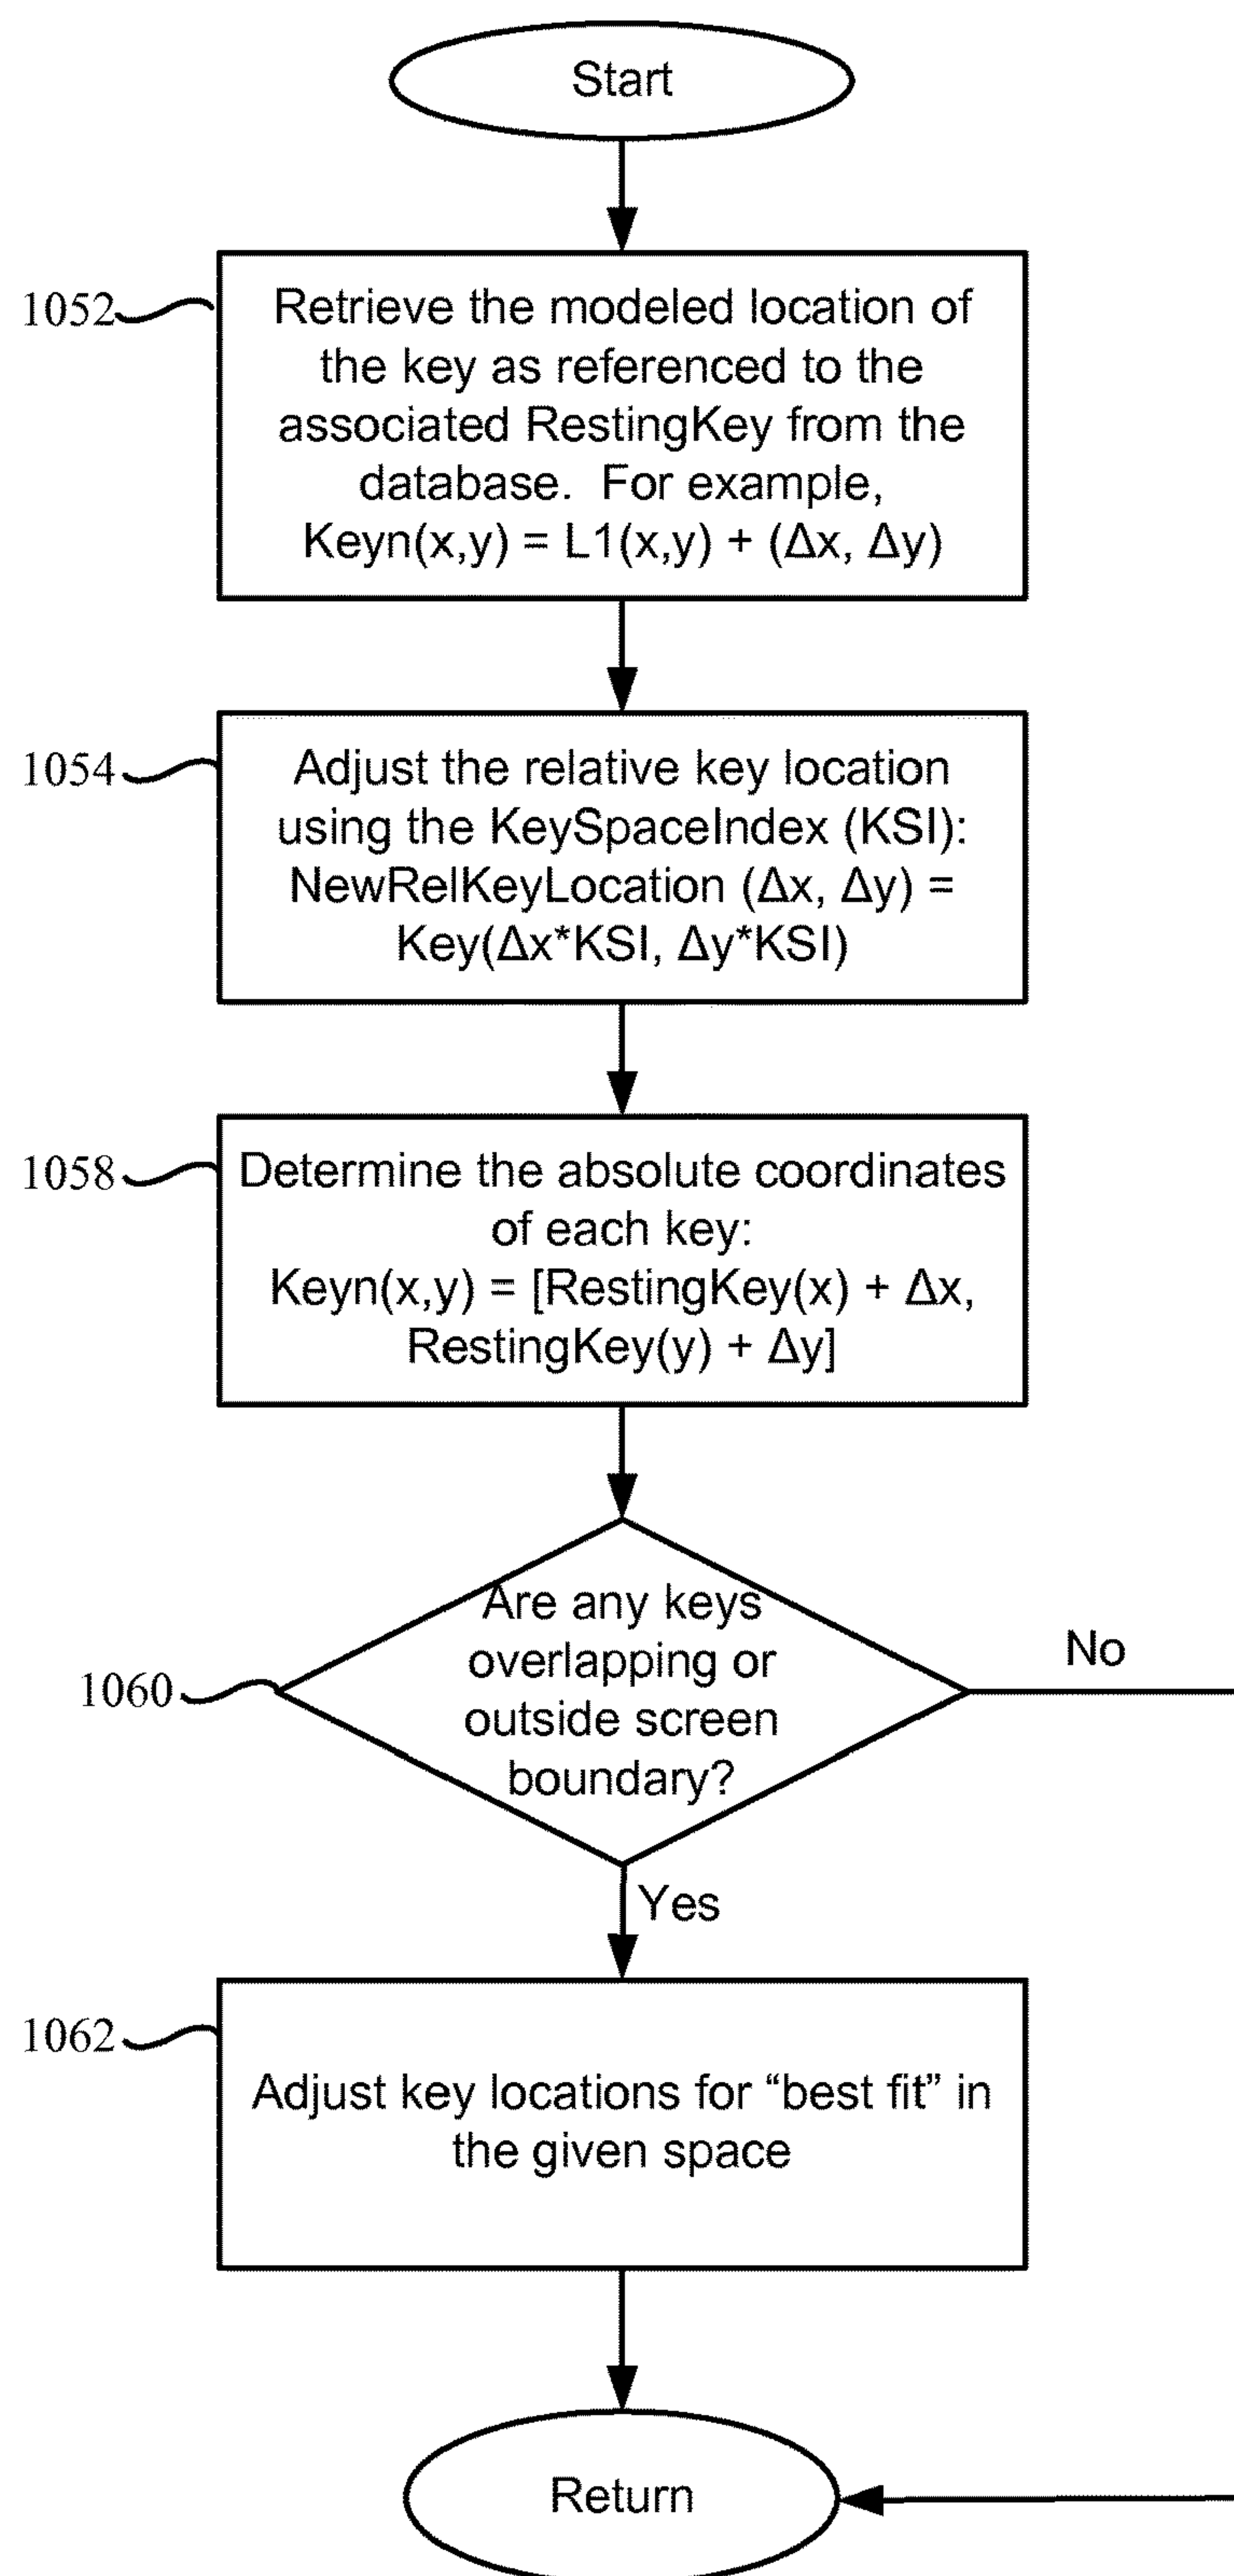 Start
1052
Retrieve the modeled location of
the key as referenced to the
associated RestingKey from the
database.  For example,
Keyn(x,y) = L1(x,y) + (Δx, Δy)
1054
Adjust the relative key location
using the KeySpaceIndex (KSI):
NewRelKeyLocation (Δx, Δy) =
Key(Δx*KSI, Δy*KSI)
1058
Determine the absolute coordinates
of each key:
Keyn(x,y) = [RestingKey(x) + Δx,
RestingKey(y) + Δy]
1060
Are any keys
overlapping or
outside screen
boundary?
No
Yes
1062
Adjust key locations for “best fit” in
the given space
Return